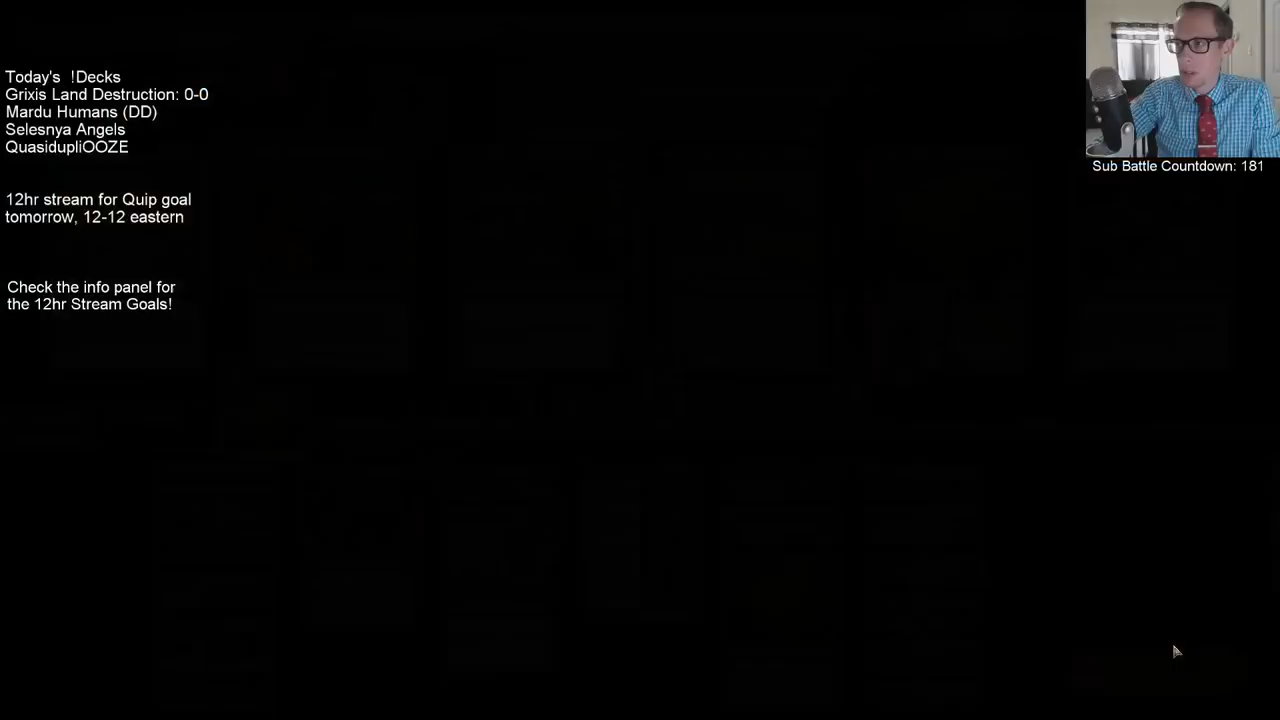 Today's !Decks
Grixis Land Destruction: 0-0
Mardu Humans (DD)
Selesnya Angels
QuasidupliOOZE
12hr stream for Quip goal
tomorrow, 12-12 eastern
Check the info panel for
the 12hr Stream Goals!
Sub Battle Countdown: 181